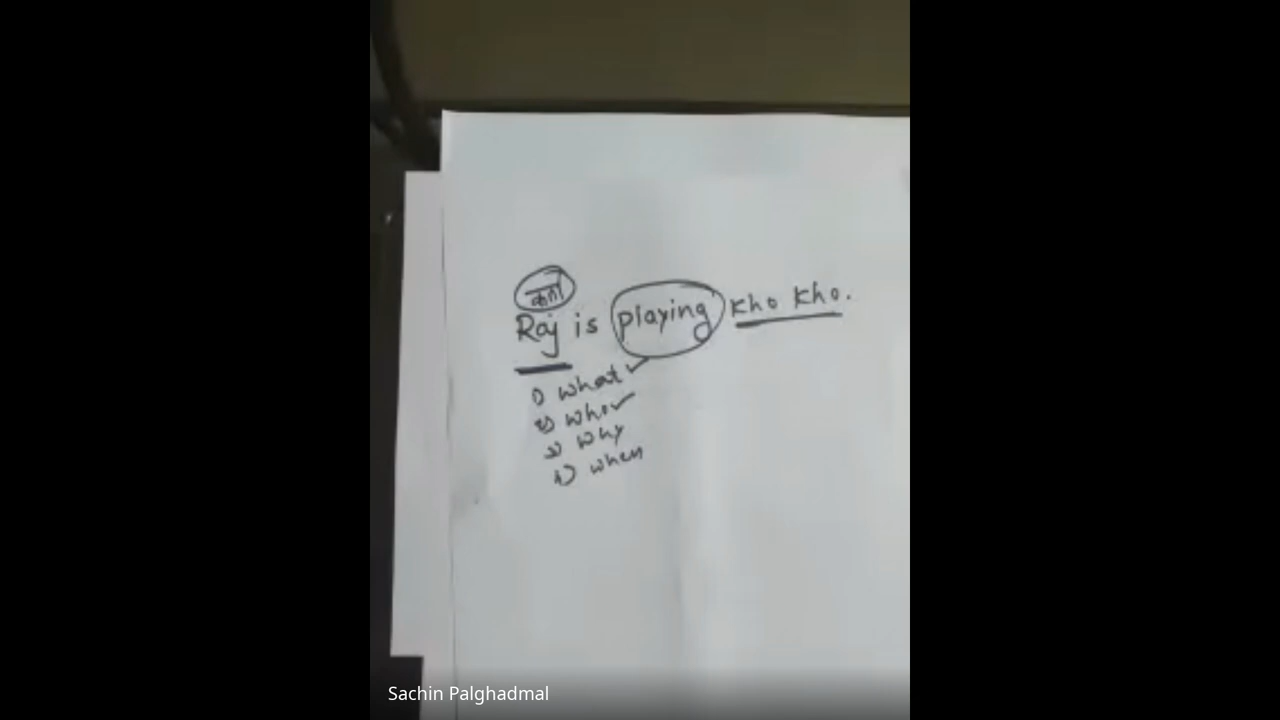 कर्ता
Raj is playing Kho Kho.
1) what ✓
2) who ✓
3) why
4) when
Sachin Palghadmal